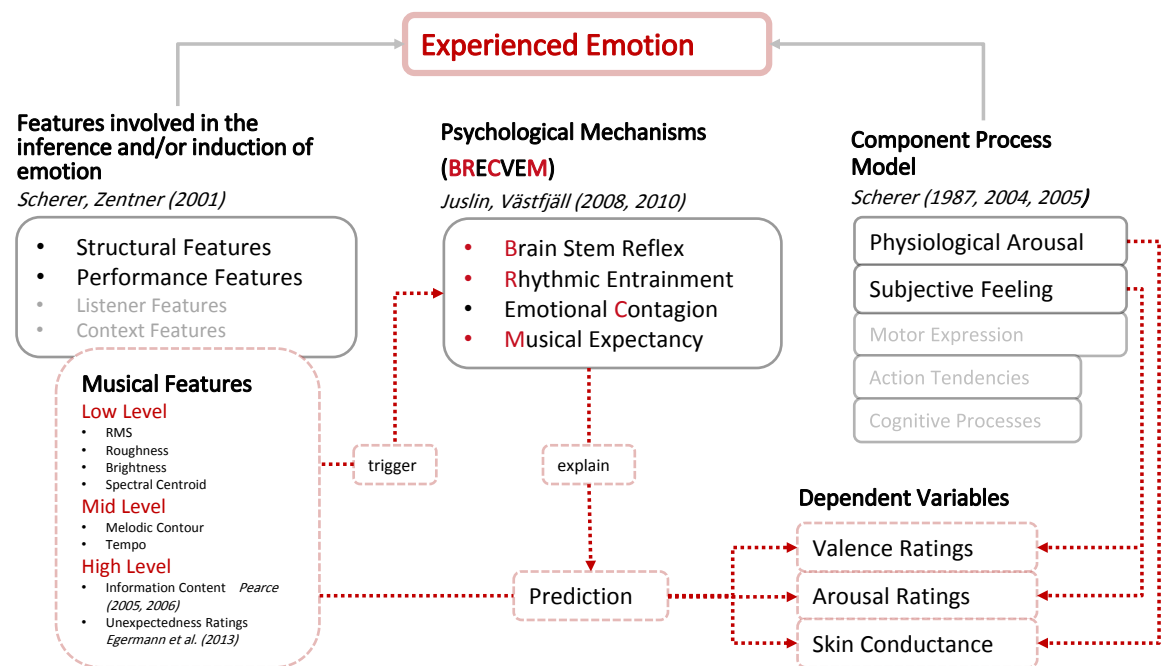 Experienced Emotion
Features involved in the
inference and/or induction of
emotion
Scherer, Zentner (2001)
• Structural Features
• Performance Features
• Listener Features
• Context Features
Musical Features
Low Level
• RMS
• Roughness
• Brightness
• Spectral Centroid
Mid Level
• Melodic Contour
• Tempo
High Level
• Information Content Pearce
(2005, 2006)
• Unexpectedness Ratings
Egermann et al. (2013)
trigger
Psychological Mechanisms
(BRECVEM)
Juslin, Västfjäll (2008, 2010)
• Brain Stem Reflex
• Rhythmic Entrainment
• Emotional Contagion
• Musical Expectancy
explain
Prediction
Component Process
Model
Scherer (1987, 2004, 2005)
Physiological Arousal
Subjective Feeling
Motor Expression
Action Tendencies
Cognitive Processes
Dependent Variables
Valence Ratings
Arousal Ratings
Skin Conductance